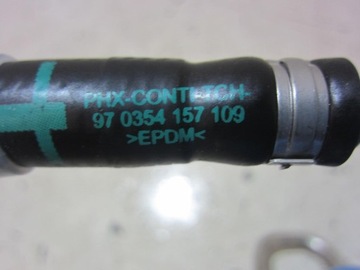 PHX-CONTITECH-
97 0354 157 109
>EPDM<